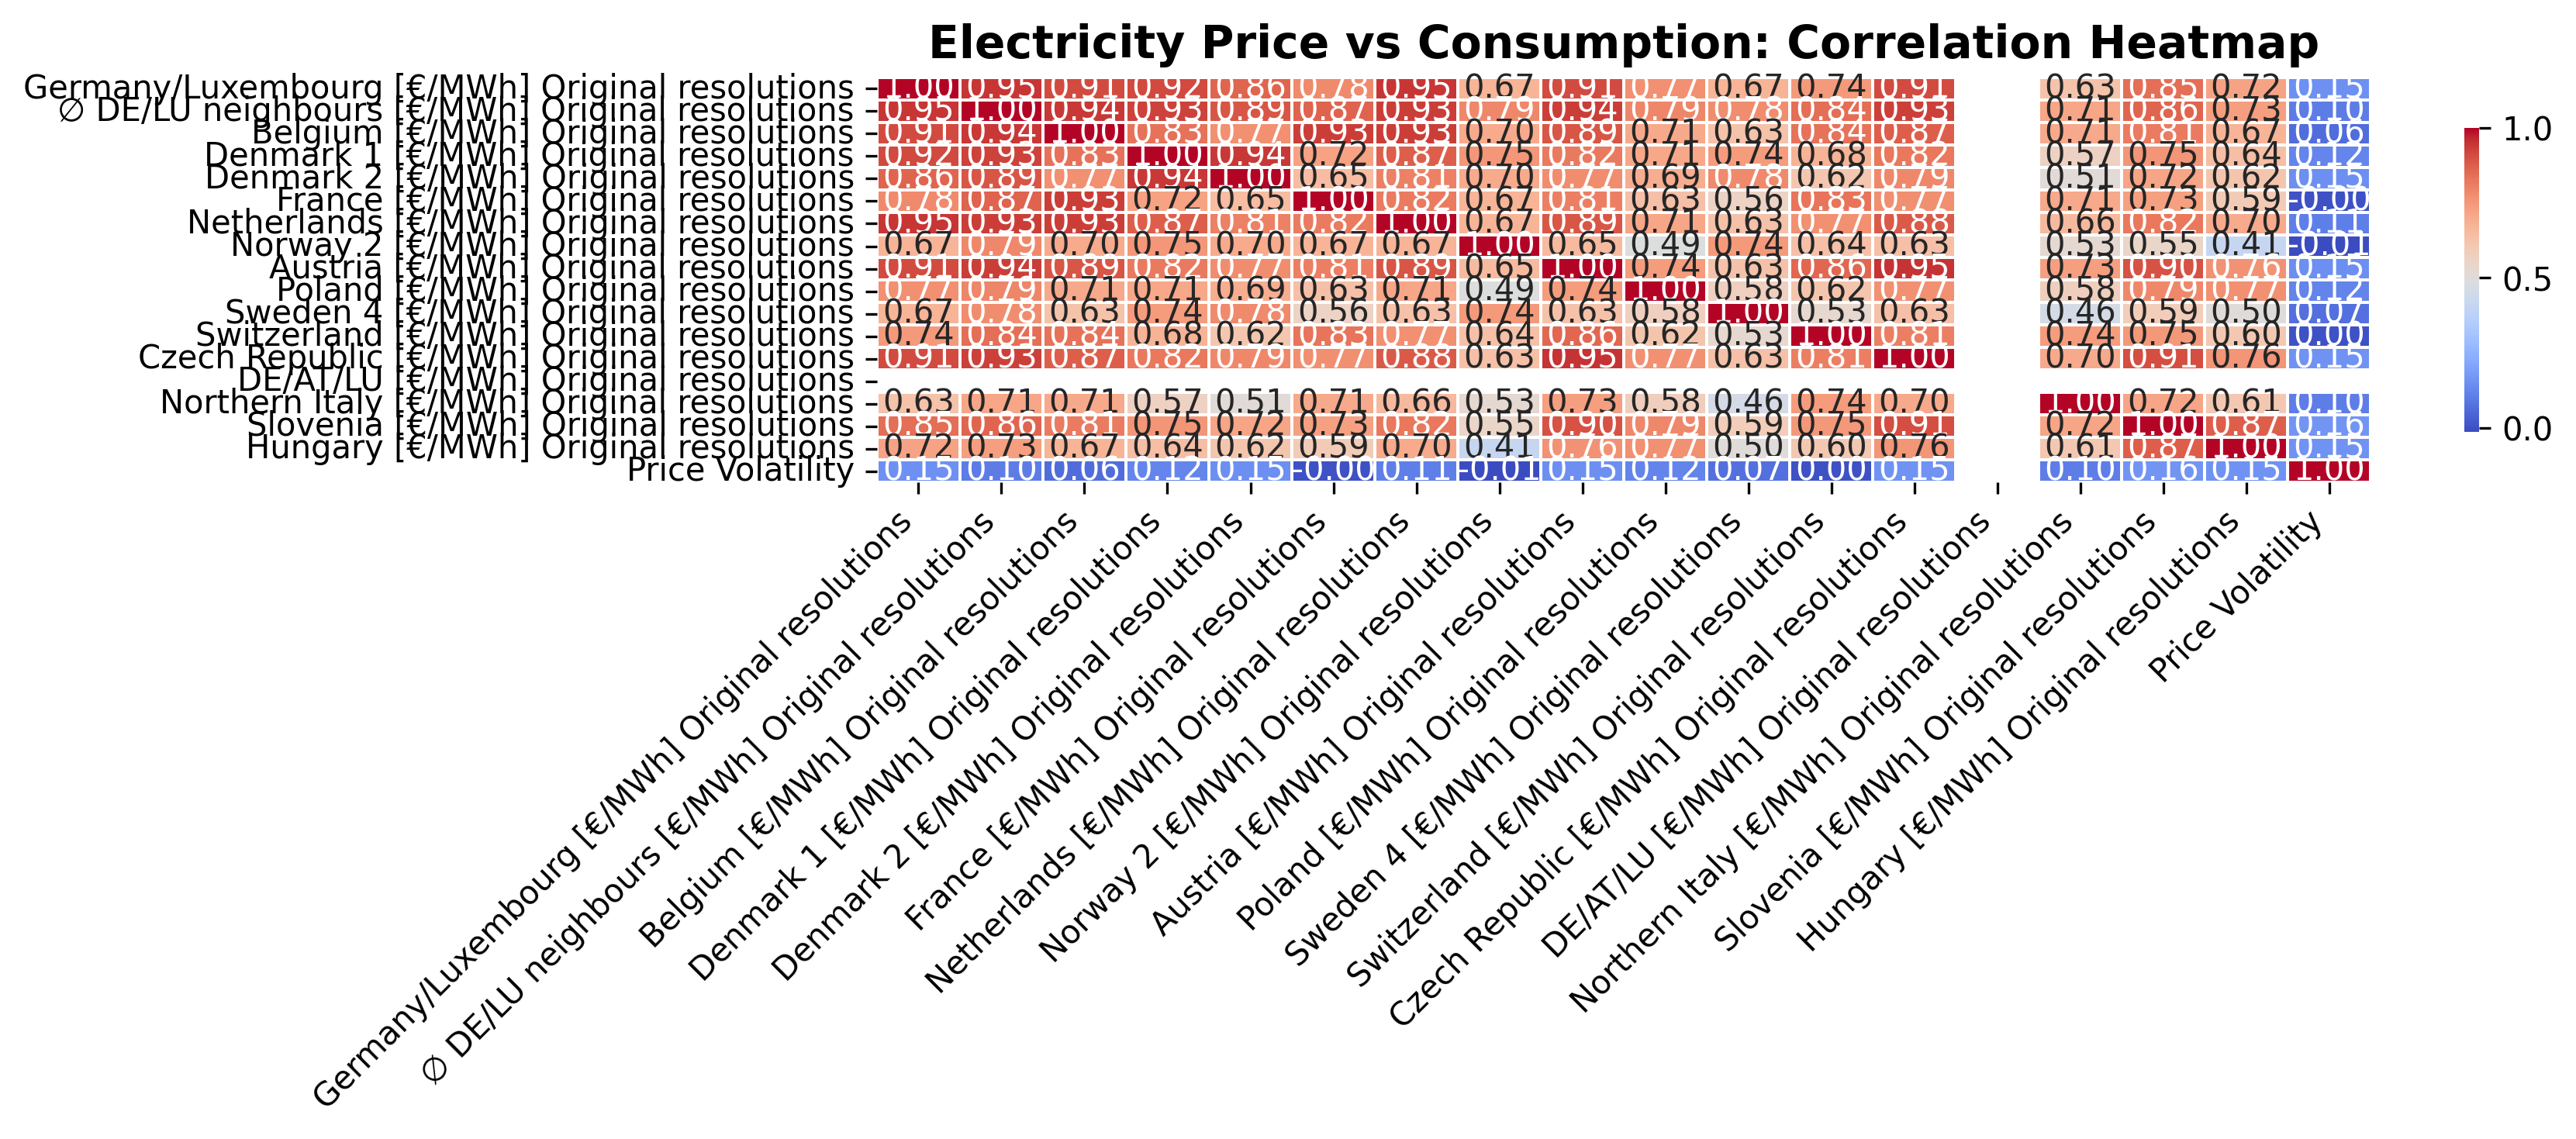 Electricity Price vs Consumption: Correlation Heatmap
Germany/Luxembourg [€/MWh] Original resolutions 1.00 0.95 0.91 0.92 0.86 0.78 0.95 0.67 0.91 0.77 0.67 0.74 0.91 0.63 0.85 0.72 0.15
∅ DE/LU neighbours [€/MWh] Original resolutions 0.95 1.00 0.94 0.93 0.89 0.87 0.93 0.79 0.94 0.79 0.78 0.84 0.93 0.71 0.86 0.73 0.10
Belgium [€/MWh] Original resolutions 0.91 0.94 1.00 0.83 0.77 0.93 0.93 0.70 0.89 0.71 0.63 0.84 0.87 0.71 0.81 0.67 0.06
Denmark 1 [€/MWh] Original resolutions 0.92 0.93 0.83 1.00 0.94 0.72 0.87 0.75 0.82 0.71 0.74 0.68 0.82 0.57 0.75 0.64 0.12
Denmark 2 [€/MWh] Original resolutions 0.86 0.89 0.77 0.94 1.00 0.65 0.81 0.70 0.77 0.69 0.78 0.62 0.79 0.51 0.72 0.62 0.15
France [€/MWh] Original resolutions 0.78 0.87 0.93 0.72 0.65 1.00 0.82 0.67 0.81 0.63 0.56 0.83 0.77 0.71 0.73 0.59 -0.00
Netherlands [€/MWh] Original resolutions 0.95 0.93 0.93 0.87 0.81 0.82 1.00 0.67 0.89 0.71 0.63 0.77 0.88 0.66 0.82 0.70 0.11
Norway 2 [€/MWh] Original resolutions 0.67 0.79 0.70 0.75 0.70 0.67 0.67 1.00 0.65 0.49 0.74 0.64 0.63 0.53 0.55 0.41 -0.01
Austria [€/MWh] Original resolutions 0.91 0.94 0.89 0.82 0.77 0.81 0.89 0.65 1.00 0.74 0.63 0.86 0.95 0.73 0.90 0.76 0.15
Poland [€/MWh] Original resolutions 0.77 0.79 0.71 0.71 0.69 0.63 0.71 0.49 0.74 1.00 0.58 0.62 0.77 0.58 0.79 0.77 0.12
Sweden 4 [€/MWh] Original resolutions 0.67 0.78 0.63 0.74 0.78 0.56 0.63 0.74 0.63 0.58 1.00 0.53 0.63 0.46 0.59 0.50 0.07
Switzerland [€/MWh] Original resolutions 0.74 0.84 0.84 0.68 0.62 0.83 0.77 0.64 0.86 0.62 0.53 1.00 0.81 0.74 0.75 0.60 0.00
Czech Republic [€/MWh] Original resolutions 0.91 0.93 0.87 0.82 0.79 0.77 0.88 0.63 0.95 0.77 0.63 0.81 1.00 0.70 0.91 0.76 0.15
DE/AT/LU [€/MWh] Original resolutions
Northern Italy [€/MWh] Original resolutions 0.63 0.71 0.71 0.57 0.51 0.71 0.66 0.53 0.73 0.58 0.46 0.74 0.70 1.00 0.72 0.61 0.10
Slovenia [€/MWh] Original resolutions 0.85 0.86 0.81 0.75 0.72 0.73 0.82 0.55 0.90 0.79 0.59 0.75 0.91 0.72 1.00 0.87 0.16
Hungary [€/MWh] Original resolutions 0.72 0.73 0.67 0.64 0.62 0.59 0.70 0.41 0.76 0.77 0.50 0.60 0.76 0.61 0.87 1.00 0.15
Price Volatility 0.15 0.10 0.06 0.12 0.15 -0.00 0.11 -0.01 0.15 0.12 0.07 0.00 0.15 0.10 0.16 0.15 1.00
1.0
0.5
0.0
Germany/Luxembourg [€/MWh] Original resolutions
∅ DE/LU neighbours [€/MWh] Original resolutions
Belgium [€/MWh] Original resolutions
Denmark 1 [€/MWh] Original resolutions
Denmark 2 [€/MWh] Original resolutions
France [€/MWh] Original resolutions
Netherlands [€/MWh] Original resolutions
Norway 2 [€/MWh] Original resolutions
Austria [€/MWh] Original resolutions
Poland [€/MWh] Original resolutions
Sweden 4 [€/MWh] Original resolutions
Switzerland [€/MWh] Original resolutions
Czech Republic [€/MWh] Original resolutions
DE/AT/LU [€/MWh] Original resolutions
Northern Italy [€/MWh] Original resolutions
Slovenia [€/MWh] Original resolutions
Hungary [€/MWh] Original resolutions
Price Volatility